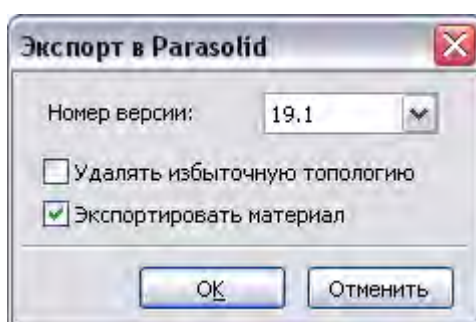 Экспорт в Parasolid
Номер версии: 19.1
Удалять избыточную топологию
Экспортировать материал
OK Отменить